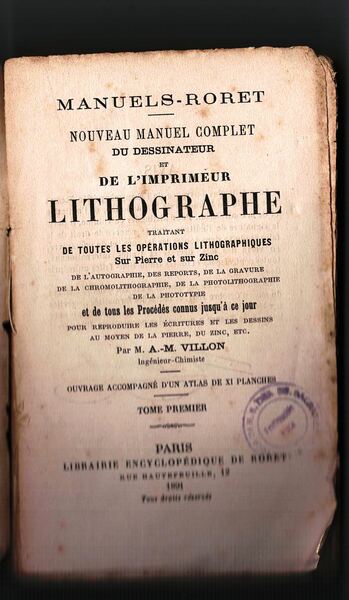 MANUELS-RORET
NOUVEAU MANUEL COMPLET
DU DESSINATEUR
ET
DE L'IMPRIMEUR
LITHOGRAPHE
TRAITANT
DE TOUTES LES OPÉRATIONS LITHOGRAPHIQUES
Sur Pierre et sur Zinc
DE L'AUTOGRAPHIE, DES REPORTS, DE LA GRAVURE
DE LA CHROMOLITHOGRAPHIE, DE LA PHOTOLITHOGRAPHIE
DE LA PHOTOTYPIE
et de tous les Procédés connus jusqu'à ce jour
POUR REPRODUIRE LES ÉCRITURES ET LES DESSINS
AU MOYEN DE LA PIERRE, DU ZINC, ETC.
Par M. A.-M. VILLON
Ingénieur-Chimiste
OUVRAGE ACCOMPAGNÉ D'UN ATLAS DE XI PLANCHES
TOME PREMIER
PARIS
LIBRAIRIE ENCYCLOPÉDIQUE DE RORET
RUE HAUTEFEUILLE, 12
1891
Tous droits réservés